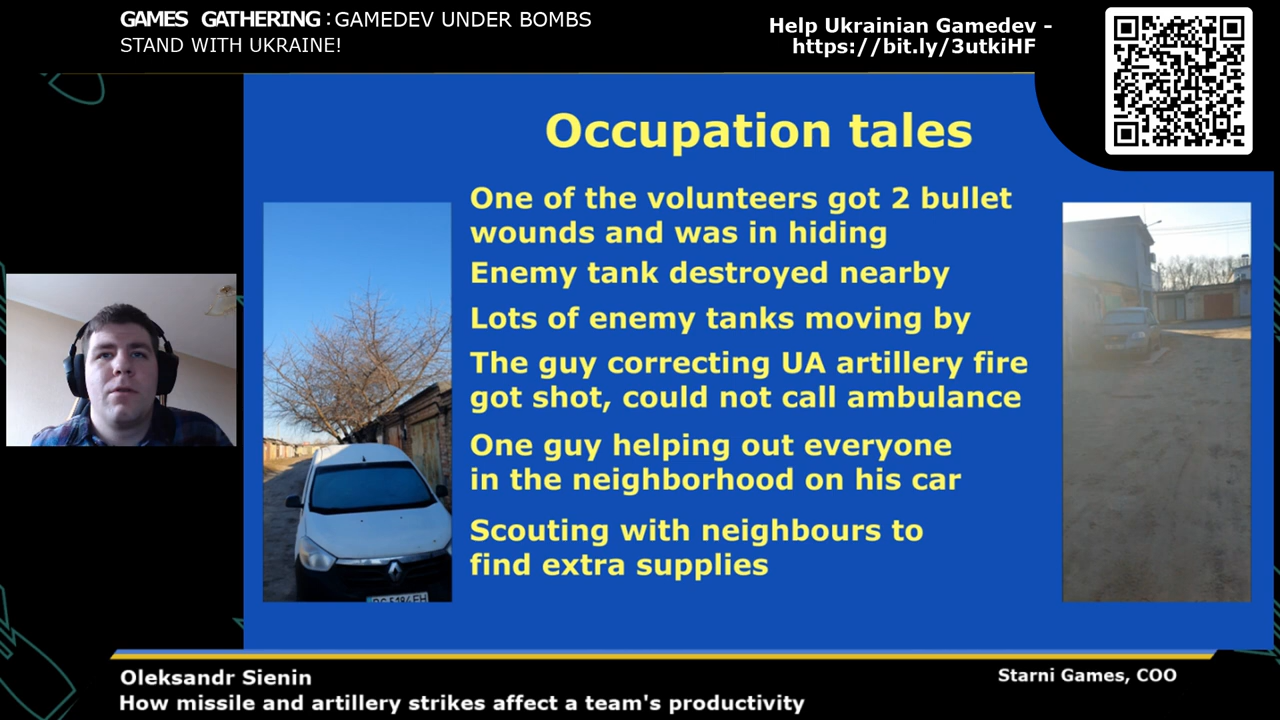 GAMES GATHERING : GAMEDEV UNDER BOMBS
STAND WITH UKRAINE!
Help Ukrainian Gamedev -
https://bit.ly/3utkiHF
Occupation tales
One of the volunteers got 2 bullet
wounds and was in hiding
Enemy tank destroyed nearby
Lots of enemy tanks moving by
The guy correcting UA artillery fire
got shot, could not call ambulance
One guy helping out everyone
in the neighborhood on his car
Scouting with neighbours to
find extra supplies
Oleksandr Sienin
Starni Games, COO
How missile and artillery strikes affect a team's productivity